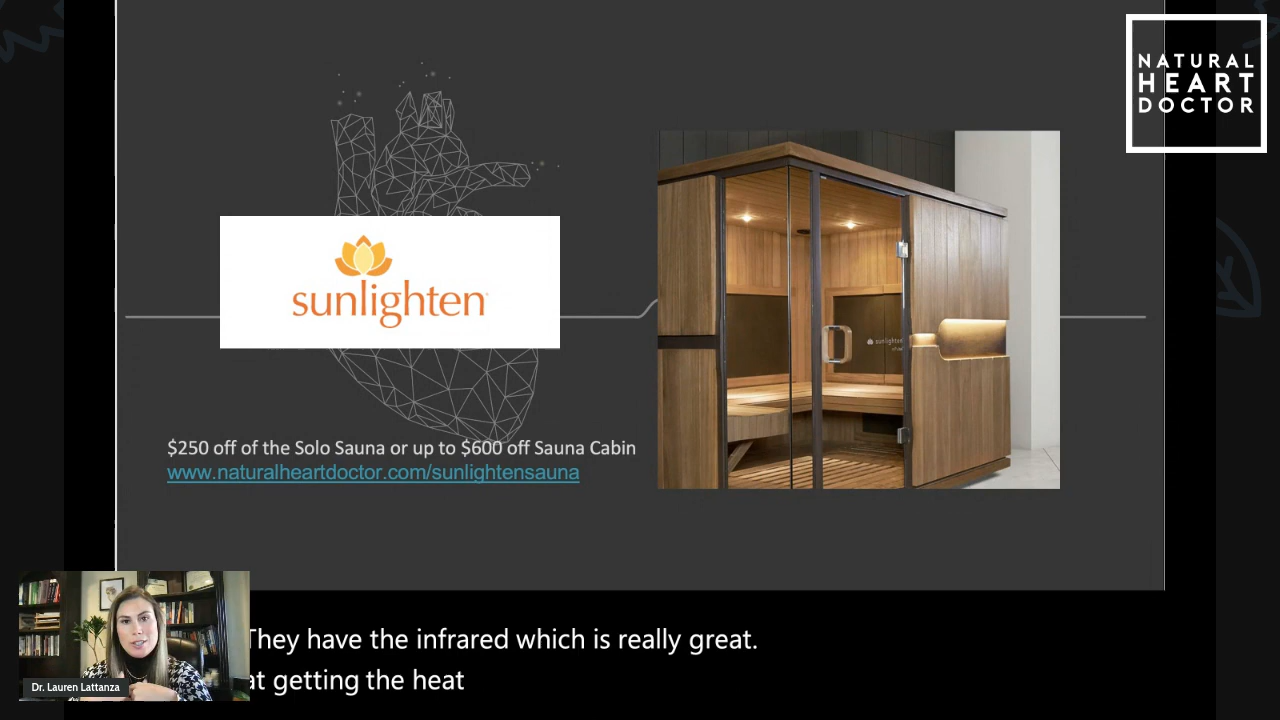 NATURAL
HEART
DOCTOR
sunlighten
sunlighten
$250 off of the Solo Sauna or up to $600 off Sauna Cabin
www.naturalheartdoctor.com/sunlightensauna
They have the infrared which is really great.
at getting the heat
Dr. Lauren Lattanza